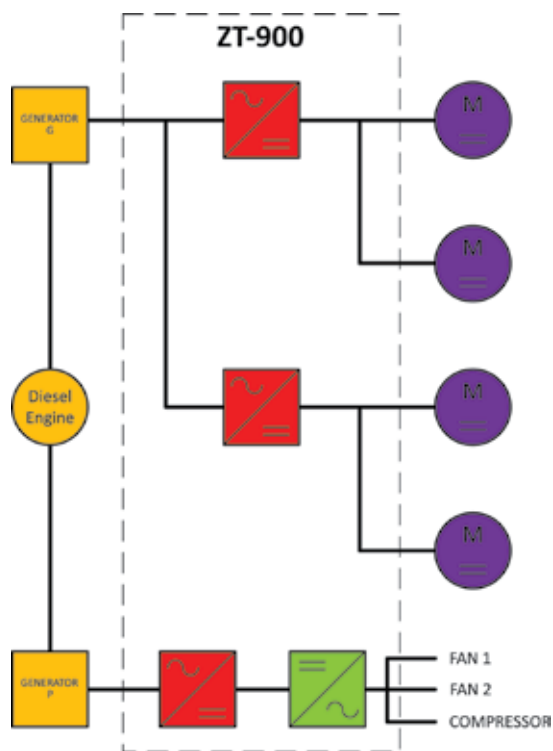 ZT-900
GENERATOR
G
M
M
Diesel
Engine
M
M
GENERATOR
P
FAN 1
FAN 2
COMPRESSOR